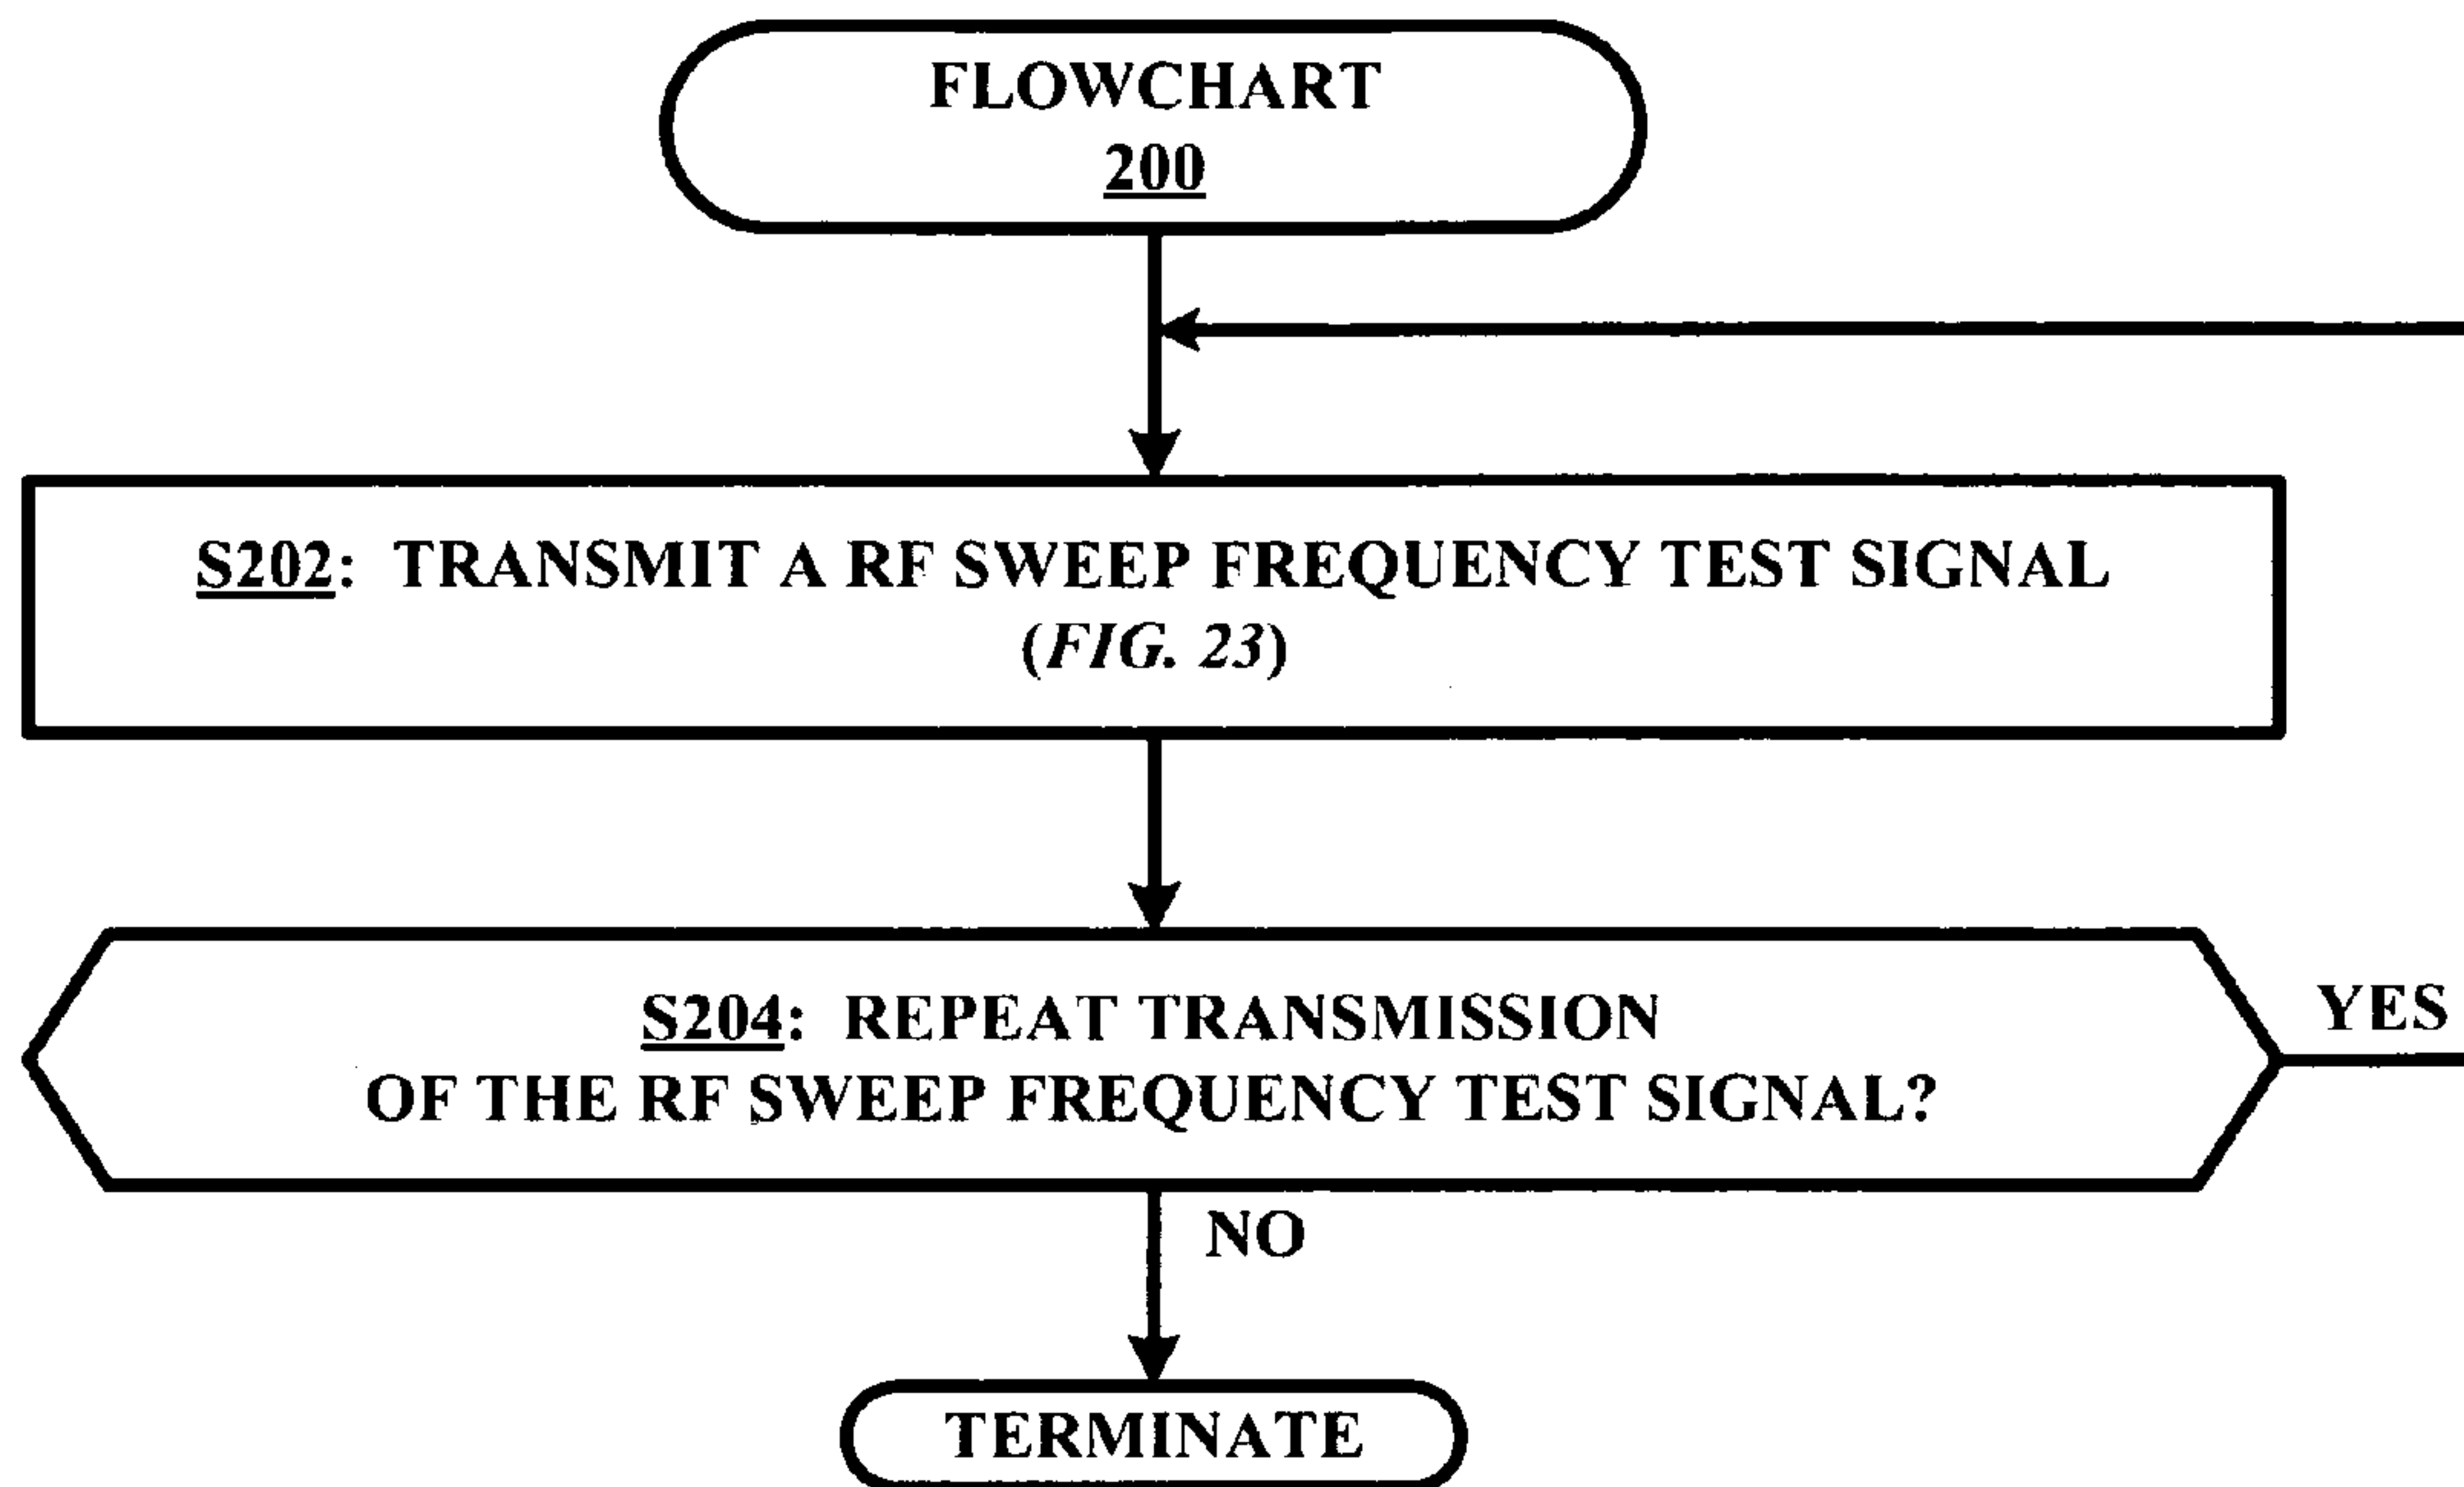 FLOWCHART
200
S202: TRANSMIT A RF SWEEP FREQUENCY TEST SIGNAL
(FIG. 23)
S204: REPEAT TRANSMISSION
OF THE RF SWEEP FREQUENCY TEST SIGNAL?
YES
NO
TERMINATE